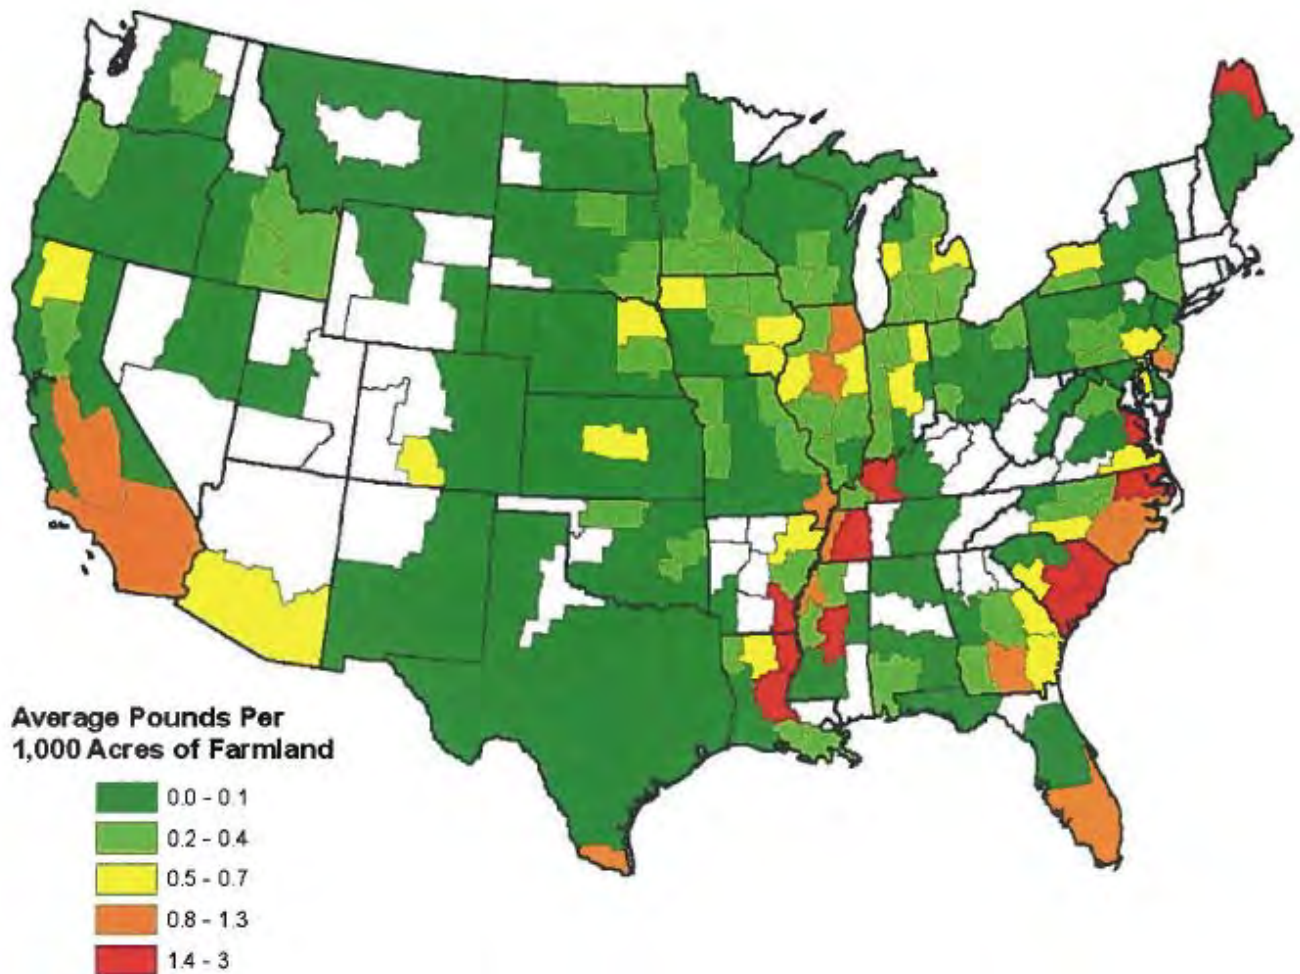 Average Pounds Per
1,000 Acres of Farmland
0.0 - 0.1
0.2 - 0.4
0.5 - 0.7
0.8 - 1.3
1.4 - 3